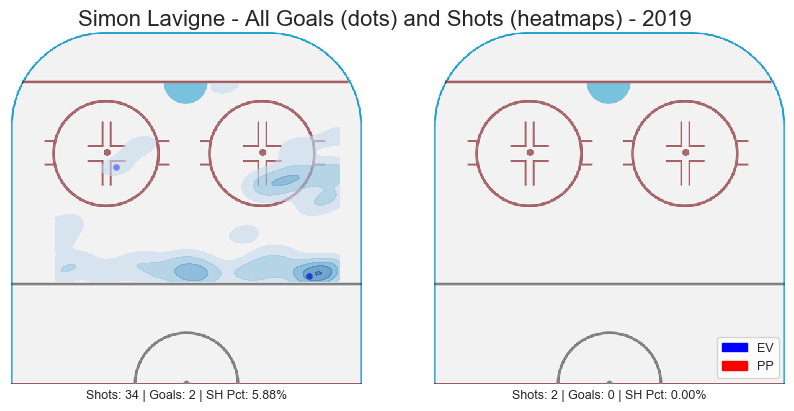 Simon Lavigne - All Goals (dots) and Shots (heatmaps) - 2019
EV
PP
Shots: 34 | Goals: 2 | SH Pct: 5.88%
Shots: 2 | Goals: 0 | SH Pct: 0.00%